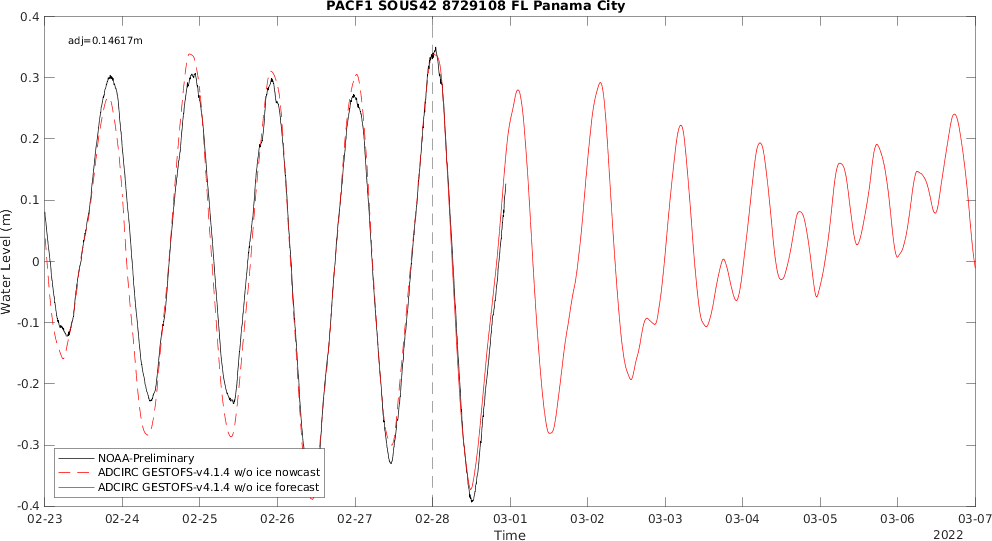 PACF1 SOUS42 8729108 FL Panama City
adj=0.14617m
0.4
0.3
0.2
0.1
0
-0.1
-0.2
-0.3
-0.4
Water Level (m)
NOAA-Preliminary
ADCIRC GESTOFS-v4.1.4 w/o ice nowcast
ADCIRC GESTOFS-v4.1.4 w/o ice forecast
02-23 02-24 02-25 02-26 02-27 02-28 03-01 03-02 03-03 03-04 03-05 03-06 03-07
Time
2022